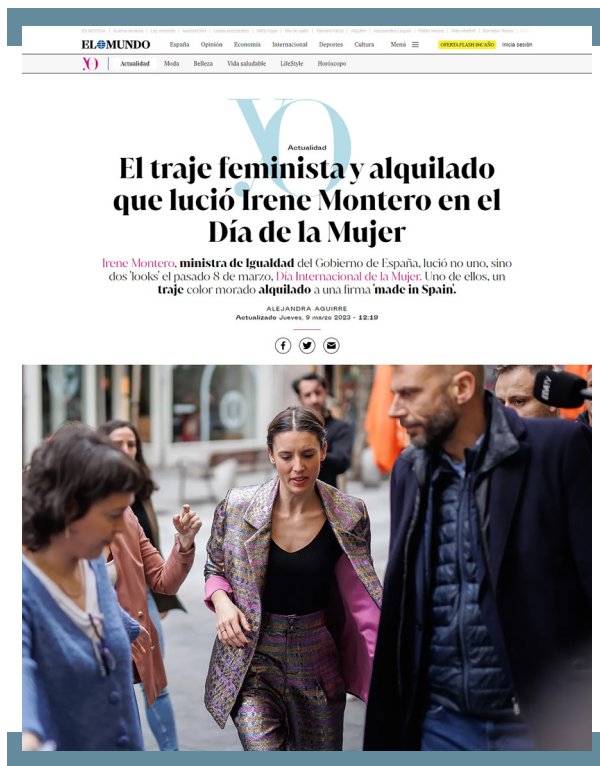 EL MUNDO España Opinión Economía Internacional Deportes Cultura Menú OFERTA FLASH 19€/AÑO Inicia sesión
YO Actualidad Moda Belleza Vida saludable LifeStyle Horóscopo
yo
Actualidad
El traje feminista y alquilado
que lució Irene Montero en el
Día de la Mujer
Irene Montero, ministra de Igualdad del Gobierno de España, lució no uno, sino
dos 'looks' el pasado 8 de marzo, Día Internacional de la Mujer. Uno de ellos, un
traje color morado alquilado a una firma 'made in Spain'.
ALEJANDRA AGUIRRE
Actualizado Jueves, 9 marzo 2023 - 12:19